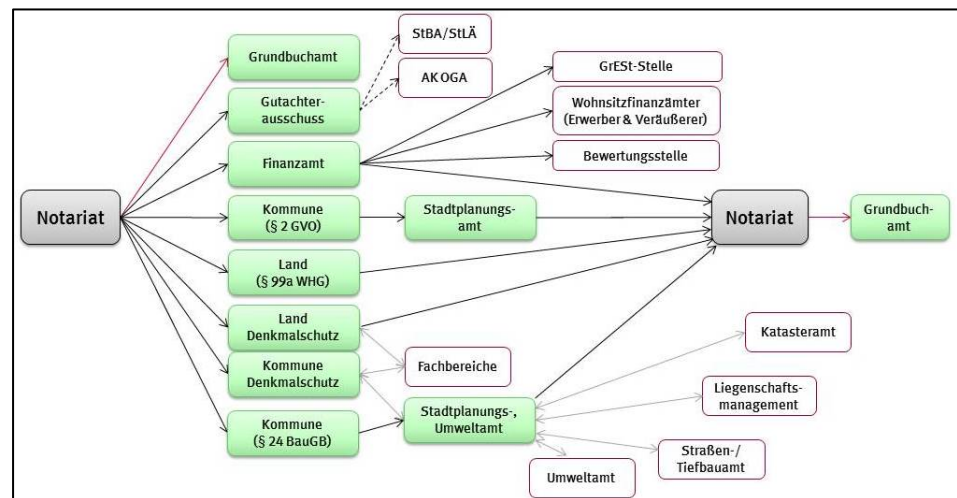 StBA/StLÄ
Grundbuchamt
GrESt-Stelle
AK OGA
Gutachter-
ausschuss
Wohnsitzfinanzämter
(Erwerber & Veräußerer)
Finanzamt
Bewertungsstelle
Notariat
Kommune
(§ 2 GVO)
Stadtplanungs-
amt
Notariat
Grundbuch-
amt
Land
(§ 99a WHG)
Land
Denkmalschutz
Katasteramt
Kommune
Denkmalschutz
Fachbereiche
Liegenschafts-
management
Kommune
(§ 24 BauGB)
Stadtplanungs-,
Umweltamt
Straßen-/
Tiefbauamt
Umweltamt